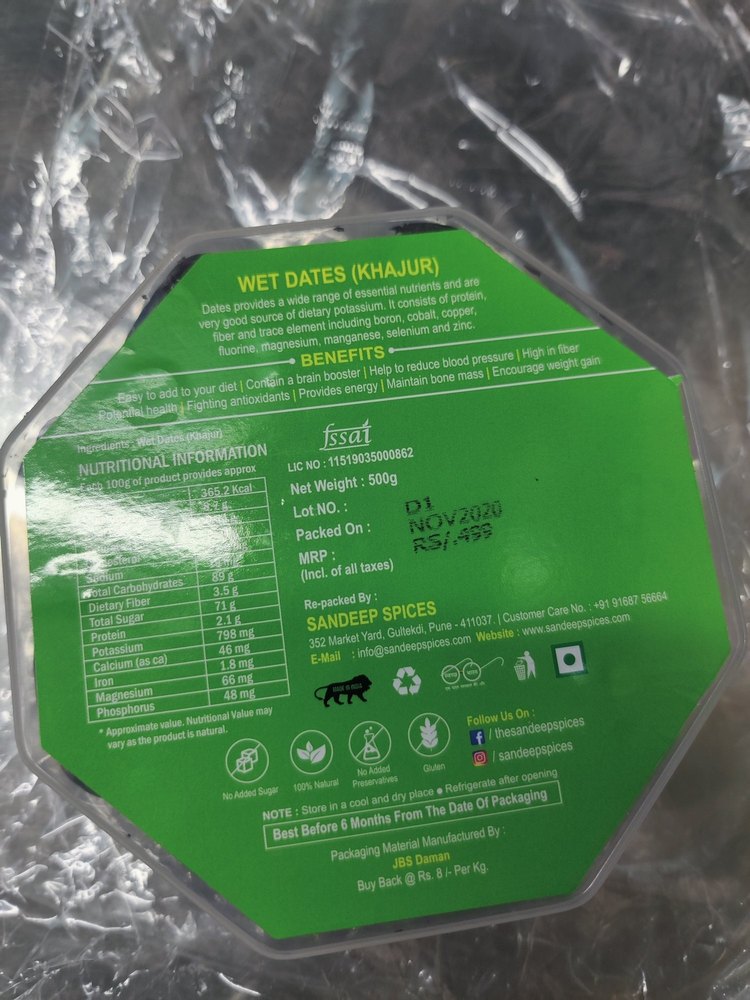 WET DATES (KHAJUR)
Dates provides a wide range of essential nutrients and are
very good source of dietary potassium. It consists of protein,
fiber and trace element including boron, cobalt, copper,
fluorine, magnesium, manganese, selenium and zinc.
BENEFITS
Easy to add to your diet | Contain a brain booster | Help to reduce blood pressure | High in fiber
Potential health | Fighting antioxidants | Provides energy | Maintain bone mass | Encourage weight gain
Ingredients : Wet Dates (Khajur)
NUTRITIONAL INFORMATION
100g of product provides approx
365.2 Kcal
Sodium
Total Carbohydrates 89 g
Dietary Fiber 3.5 g
Total Sugar 71 g
Protein 2.1 g
Potassium 798 mg
Calcium (as ca) 46 mg
Iron 1.8 mg
Magnesium 66 mg
Phosphorus 48 mg
* Approximate value. Nutritional Value may
vary as the product is natural.
fssai
LIC NO : 11519035000862
Net Weight : 500g
Lot NO. : D1
Packed On : NOV2020
MRP : RS/.499
(Incl. of all taxes)
Re-packed By :
SANDEEP SPICES
352 Market Yard, Gultekdi, Pune - 411037. | Customer Care No. : +91 91687 56664
E-Mail : info@sandeepspices.com Website : www.sandeepspices.com
MADE IN INDIA
No Added Sugar
100% Natural
No Added
Preservatives
Gluten
Follow Us On :
f / thesandeepspices
/ sandeepspices
NOTE : Store in a cool and dry place ● Refrigerate after opening
Best Before 6 Months From The Date Of Packaging
Packaging Material Manufactured By :
JBS Daman
Buy Back @ Rs. 8 /- Per Kg.